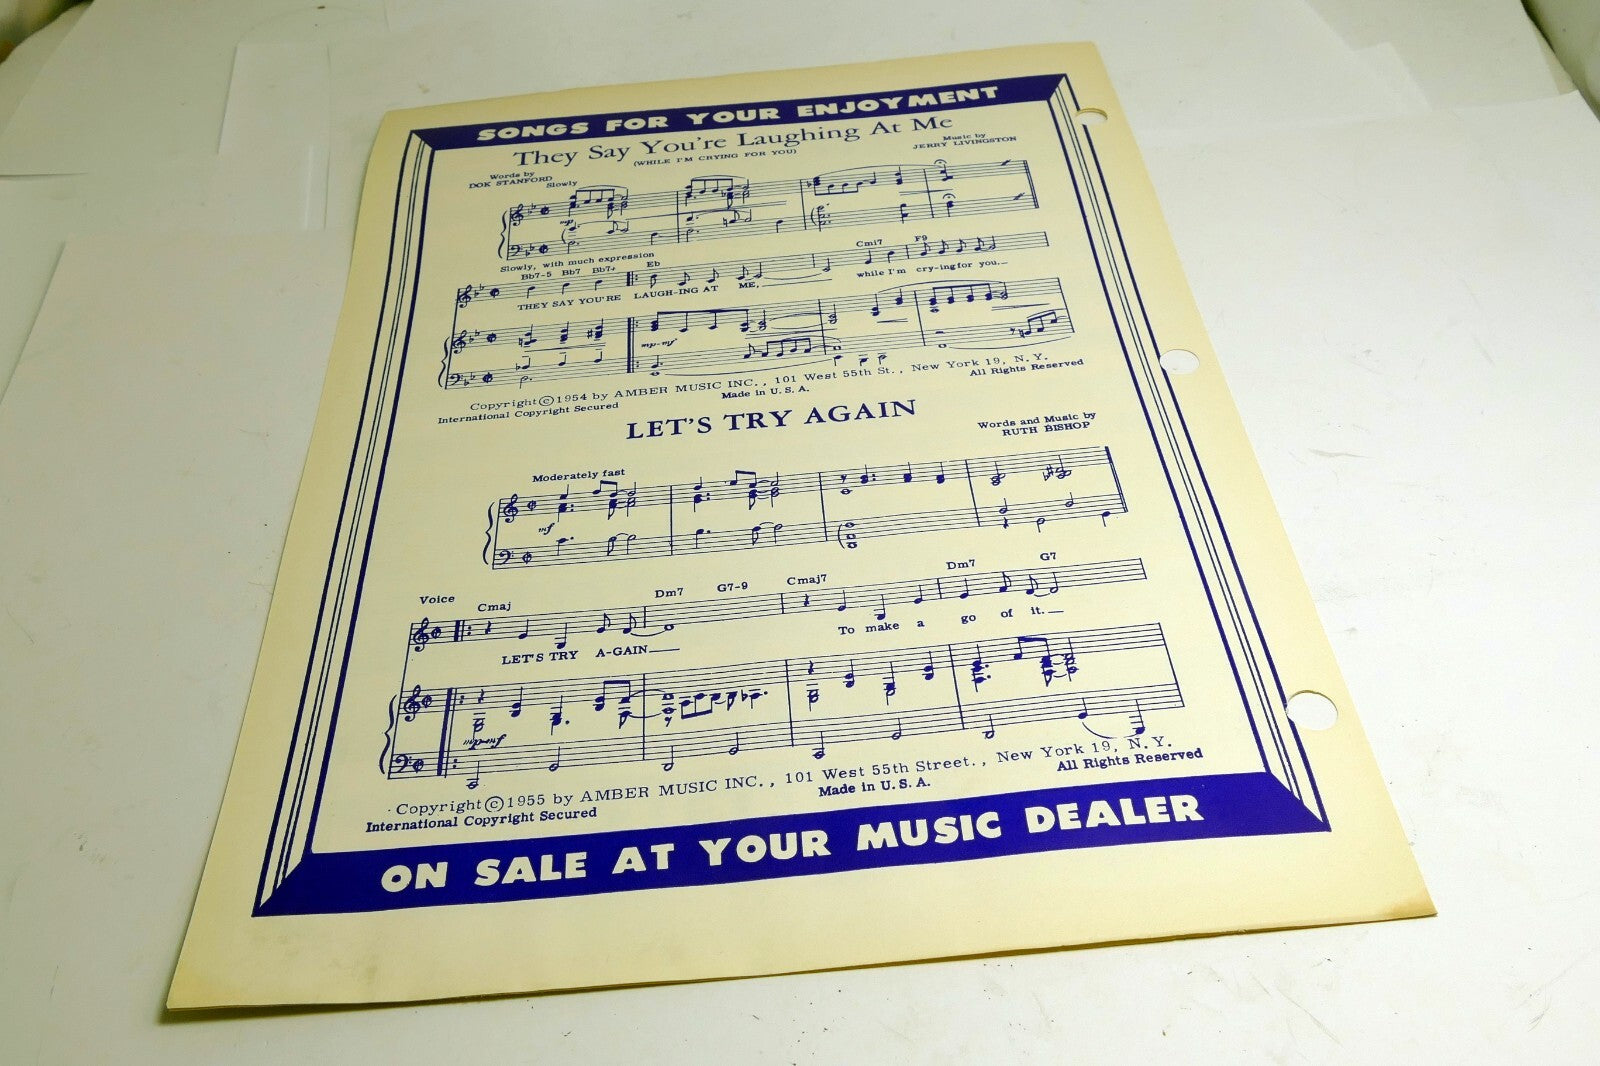 SONGS FOR YOUR ENJOYMENT
They Say You're Laughing At Me
(WHILE I'M CRYING FOR YOU)
Words by
DOK STANFORD
Music by
JERRY LIVINGSTON
Slowly
Slowly, with much expression
Bb7-5 Bb7 Bb7+ Eb Cmi7 F9
THEY SAY YOU'RE LAUGH-ING AT ME, while I'm cry-ing for you.
mp-mf
Copyright © 1954 by AMBER MUSIC INC., 101 West 55th St., New York 19, N. Y.
International Copyright Secured Made in U. S. A. All Rights Reserved
LET'S TRY AGAIN
Words and Music by
RUTH BISHOP
Moderately fast
mf
Voice
Cmaj Dm7 G7-9 Cmaj7 Dm7 G7
LET'S TRY A-GAIN To make a go of it.
Copyright © 1955 by AMBER MUSIC INC., 101 West 55th Street., New York 19, N. Y.
International Copyright Secured Made in U. S. A. All Rights Reserved
ON SALE AT YOUR MUSIC DEALER